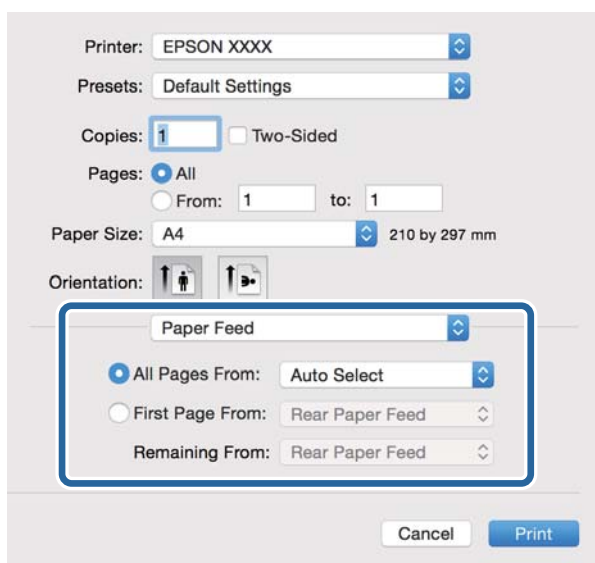 Printer: EPSON XXXX
Presets: Default Settings
Copies: 1 Two-Sided
Pages: All
From: 1 to: 1
Paper Size: A4 210 by 297 mm
Orientation:
Paper Feed
All Pages From: Auto Select
First Page From: Rear Paper Feed
Remaining From: Rear Paper Feed
Cancel Print